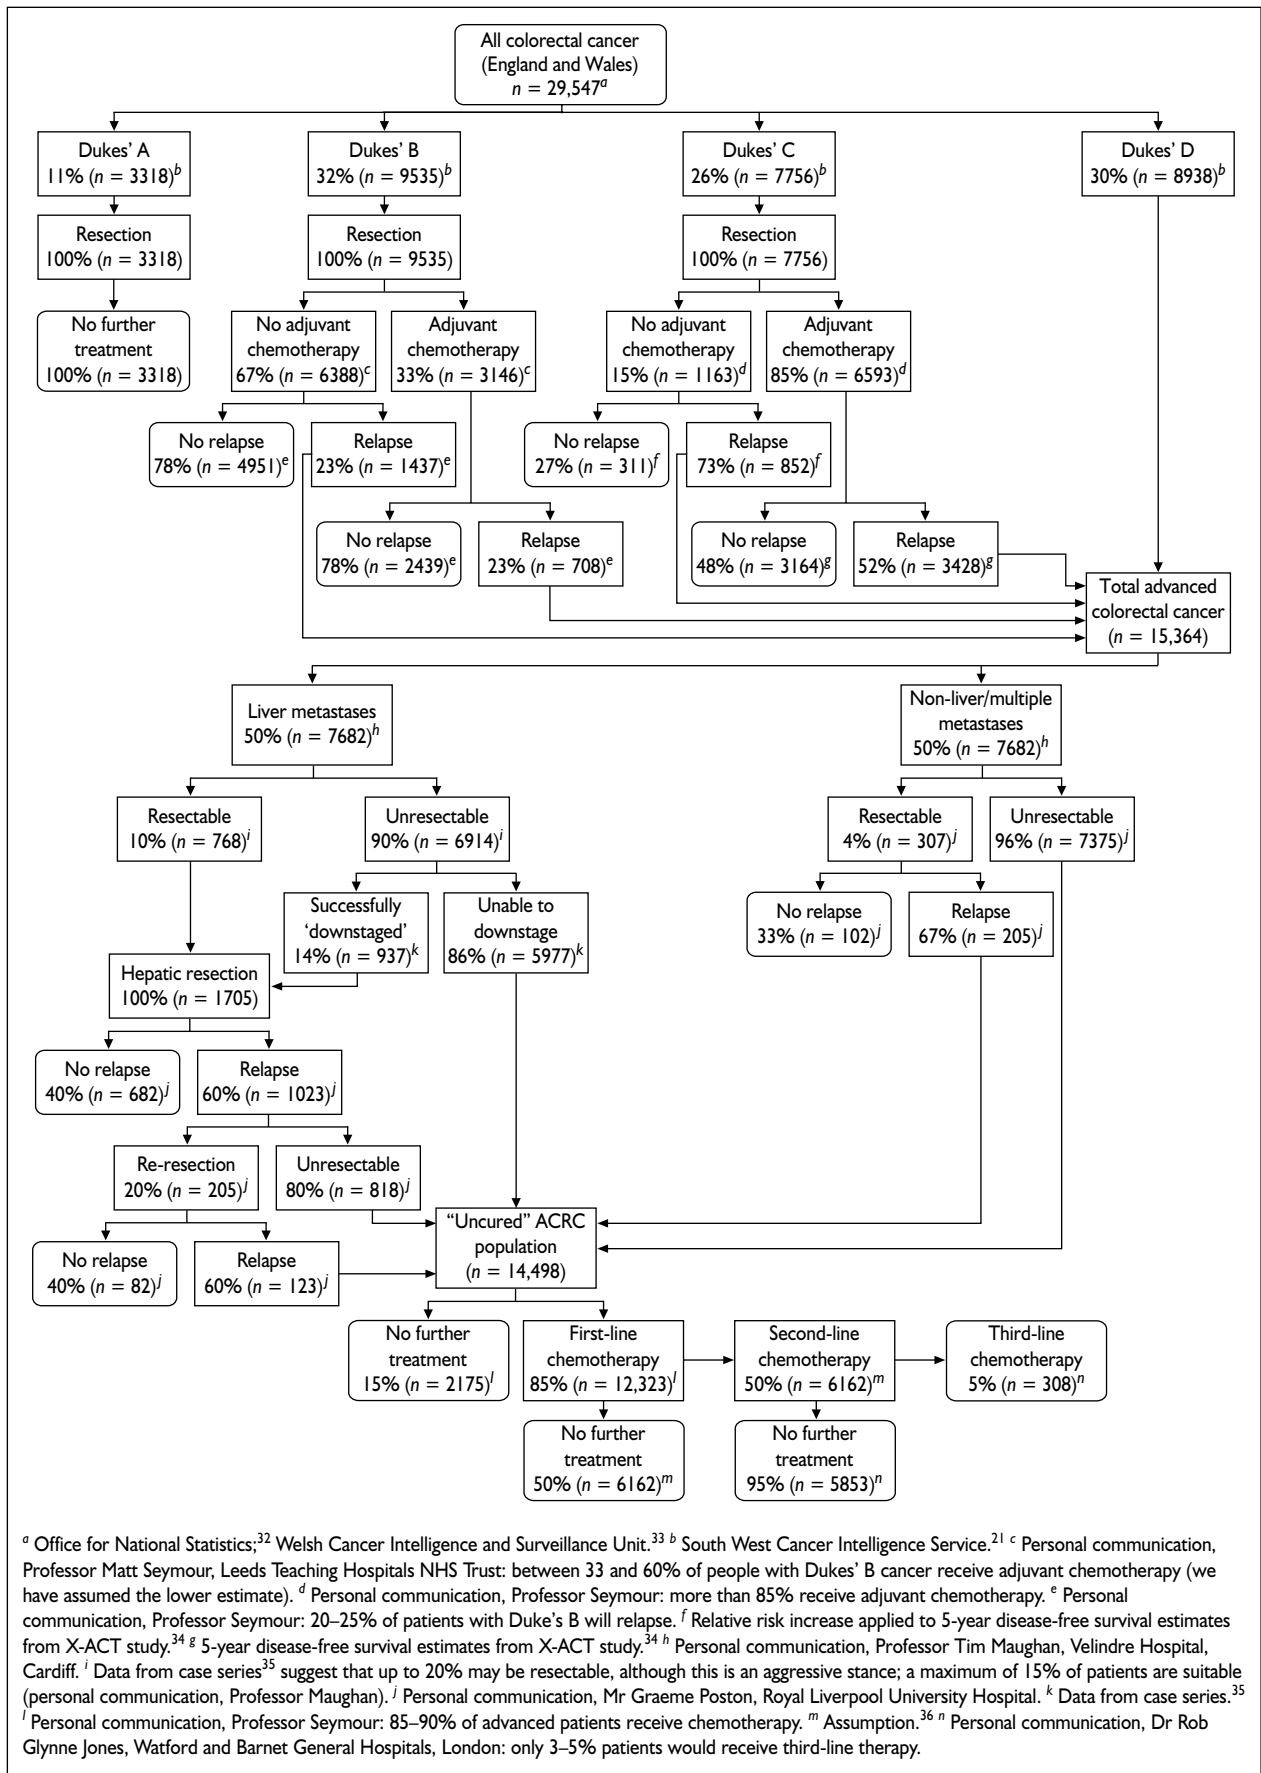 All colorectal cancer
(England and Wales)
n = 29,547a
Dukes' A
11% (n = 3318)b
Dukes' B
32% (n = 9535)b
Dukes' C
26% (n = 7756)b
Dukes' D
30% (n = 8938)b
Resection
100% (n = 3318)
Resection
100% (n = 9535)
Resection
100% (n = 7756)
No further
treatment
100% (n = 3318)
No adjuvant
chemotherapy
67% (n = 6388)c
Adjuvant
chemotherapy
33% (n = 3146)c
No adjuvant
chemotherapy
15% (n = 1163)d
Adjuvant
chemotherapy
85% (n = 6593)d
No relapse
78% (n = 4951)e
Relapse
23% (n = 1437)e
No relapse
27% (n = 311)f
Relapse
73% (n = 852)f
No relapse
78% (n = 2439)e
Relapse
23% (n = 708)e
No relapse
48% (n = 3164)g
Relapse
52% (n = 3428)g
Total advanced
colorectal cancer
(n = 15,364)
Liver metastases
50% (n = 7682)h
Non-liver/multiple
metastases
50% (n = 7682)h
Resectable
10% (n = 768)i
Unresectable
90% (n = 6914)i
Resectable
4% (n = 307)j
Unresectable
96% (n = 7375)j
Successfully
'downstaged'
14% (n = 937)k
Unable to
downstage
86% (n = 5977)k
No relapse
33% (n = 102)j
Relapse
67% (n = 205)j
Hepatic resection
100% (n = 1705)
No relapse
40% (n = 682)j
Relapse
60% (n = 1023)j
Re-resection
20% (n = 205)j
Unresectable
80% (n = 818)j
No relapse
40% (n = 82)j
Relapse
60% (n = 123)j
"Uncured" ACRC
population
(n = 14,498)
No further
treatment
15% (n = 2175)l
First-line
chemotherapy
85% (n = 12,323)l
Second-line
chemotherapy
50% (n = 6162)m
Third-line
chemotherapy
5% (n = 308)n
No further
treatment
50% (n = 6162)m
No further
treatment
95% (n = 5853)n
a Office for National Statistics;32 Welsh Cancer Intelligence and Surveillance Unit.33 b South West Cancer Intelligence Service.21 c Personal communication,
Professor Matt Seymour, Leeds Teaching Hospitals NHS Trust: between 33 and 60% of people with Dukes' B cancer receive adjuvant chemotherapy (we
have assumed the lower estimate). d Personal communication, Professor Seymour: more than 85% receive adjuvant chemotherapy. e Personal
communication, Professor Seymour: 20–25% of patients with Duke's B will relapse. f Relative risk increase applied to 5-year disease-free survival estimates
from X-ACT study.34 g 5-year disease-free survival estimates from X-ACT study.34 h Personal communication, Professor Tim Maughan, Velindre Hospital,
Cardiff. i Data from case series35 suggest that up to 20% may be resectable, although this is an aggressive stance; a maximum of 15% of patients are suitable
(personal communication, Professor Maughan). j Personal communication, Mr Graeme Poston, Royal Liverpool University Hospital. k Data from case series.35
l Personal communication, Professor Seymour: 85–90% of advanced patients receive chemotherapy. m Assumption.36 n Personal communication, Dr Rob
Glynne Jones, Watford and Barnet General Hospitals, London: only 3–5% patients would receive third-line therapy.